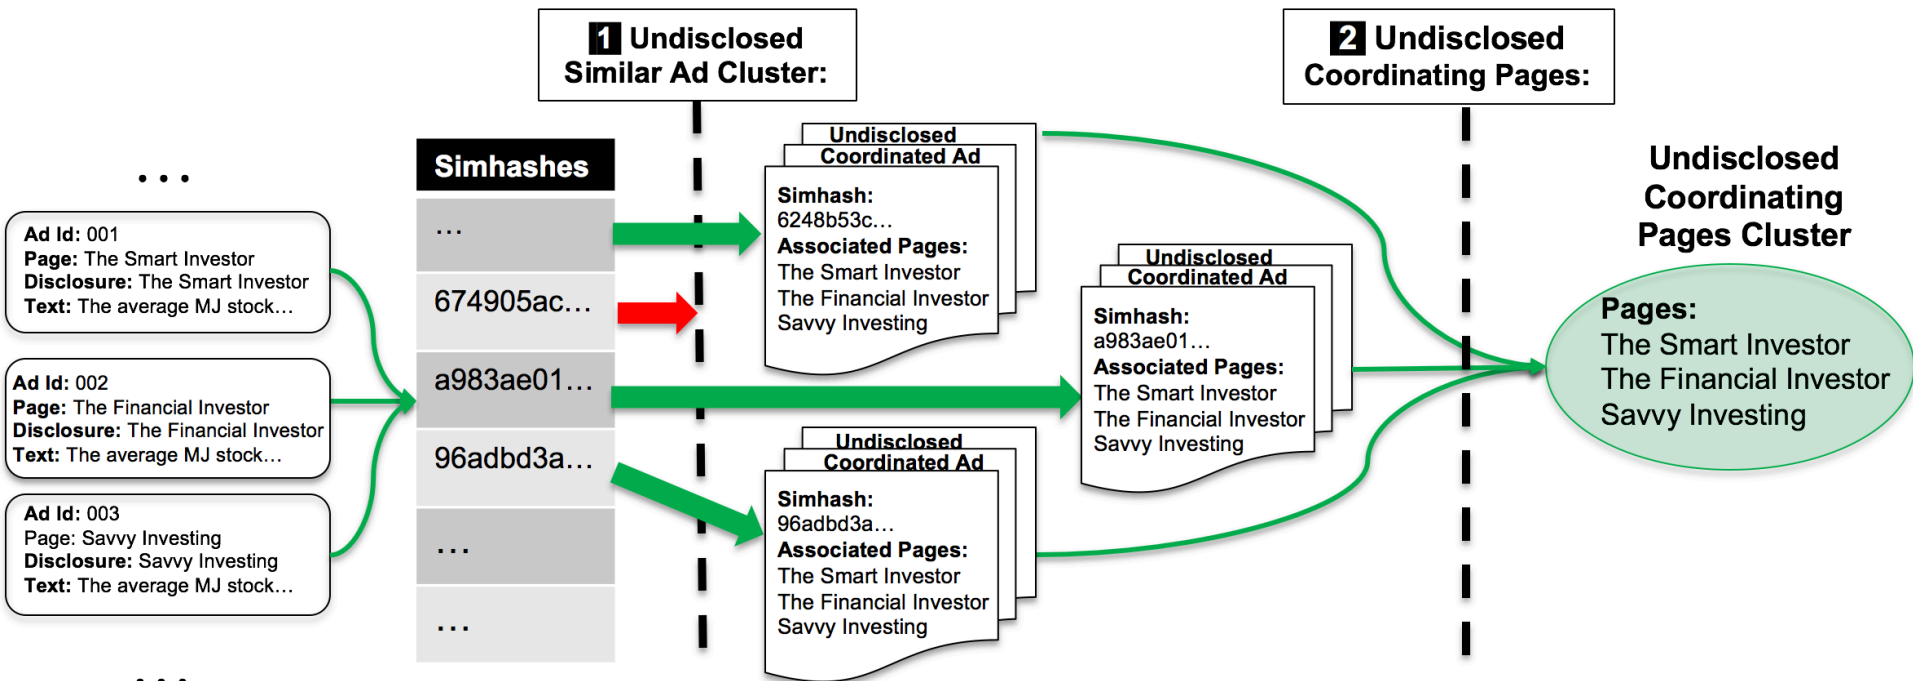 1 Undisclosed
Similar Ad Cluster:
2 Undisclosed
Coordinating Pages:
...
Ad Id: 001
Page: The Smart Investor
Disclosure: The Smart Investor
Text: The average MJ stock...
Ad Id: 002
Page: The Financial Investor
Disclosure: The Financial Investor
Text: The average MJ stock...
Ad Id: 003
Page: Savvy Investing
Disclosure: Savvy Investing
Text: The average MJ stock...
...
Simhashes
...
674905ac...
a983ae01...
96adbd3a...
...
...
Undisclosed
Coordinated Ad
Simhash:
6248b53c...
Associated Pages:
The Smart Investor
The Financial Investor
Savvy Investing
Undisclosed
Coordinated Ad
Simhash:
a983ae01...
Associated Pages:
The Smart Investor
The Financial Investor
Savvy Investing
Undisclosed
Coordinated Ad
Simhash:
96adbd3a...
Associated Pages:
The Smart Investor
The Financial Investor
Savvy Investing
Undisclosed
Coordinating
Pages Cluster
Pages:
The Smart Investor
The Financial Investor
Savvy Investing